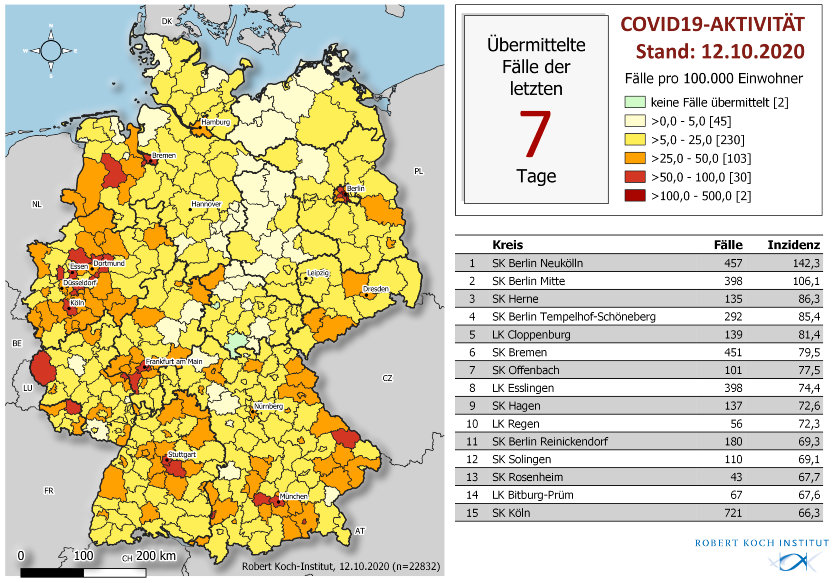 DK
PL
NL
BE
LU
FR
CH
AT
CZ
Hamburg
Bremen
Berlin
Hannover
Essen
Dortmund
Düsseldorf
Köln
Leipzig
Dresden
Frankfurt am Main
Nürnberg
Stuttgart
München
0 100 200 km
Robert Koch-Institut, 12.10.2020 (n=22832)
Übermittelte
Fälle der
letzten
7
Tage
COVID19-AKTIVITÄT
Stand: 12.10.2020
Fälle pro 100.000 Einwohner
keine Fälle übermittelt [2]
>0,0 - 5,0 [45]
>5,0 - 25,0 [230]
>25,0 - 50,0 [103]
>50,0 - 100,0 [30]
>100,0 - 500,0 [2]
Kreis Fälle Inzidenz
1 SK Berlin Neukölln 457 142,3
2 SK Berlin Mitte 398 106,1
3 SK Herne 135 86,3
4 SK Berlin Tempelhof-Schöneberg 292 85,4
5 LK Cloppenburg 139 81,4
6 SK Bremen 451 79,5
7 SK Offenbach 101 77,5
8 LK Esslingen 398 74,4
9 SK Hagen 137 72,6
10 LK Regen 56 72,3
11 SK Berlin Reinickendorf 180 69,3
12 SK Solingen 110 69,1
13 SK Rosenheim 43 67,7
14 LK Bitburg-Prüm 67 67,6
15 SK Köln 721 66,3
ROBERT KOCH INSTITUT